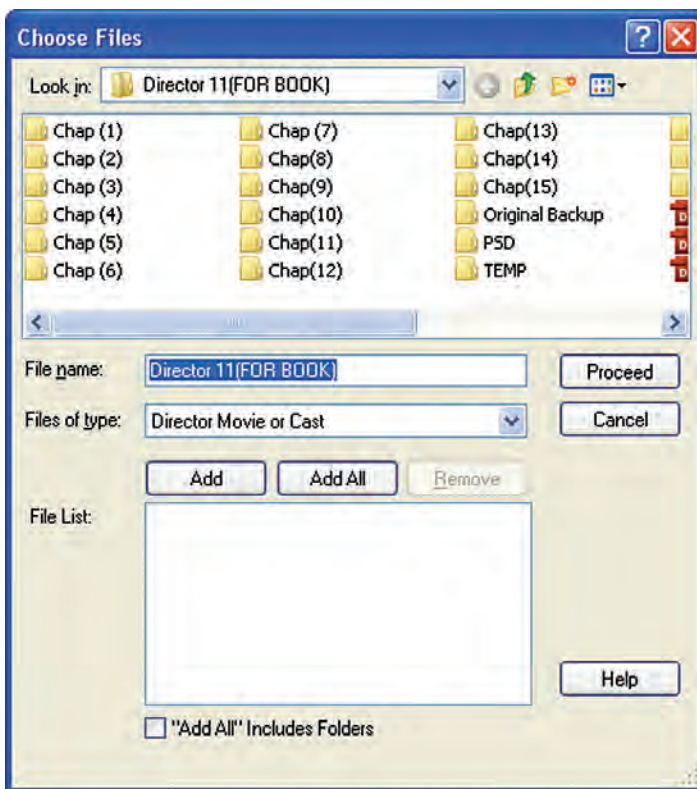 Choose Files
Look in: Director 11(FOR BOOK)
Chap (1) Chap (7) Chap(13)
Chap (2) Chap(8) Chap(14)
Chap (3) Chap(9) Chap(15)
Chap (4) Chap(10) Original Backup
Chap (5) Chap(11) PSD
Chap (6) Chap(12) TEMP
File name: Director 11(FOR BOOK) Proceed
Files of type: Director Movie or Cast Cancel
Add Add All Remove
File List:
Help
"Add All" Includes Folders